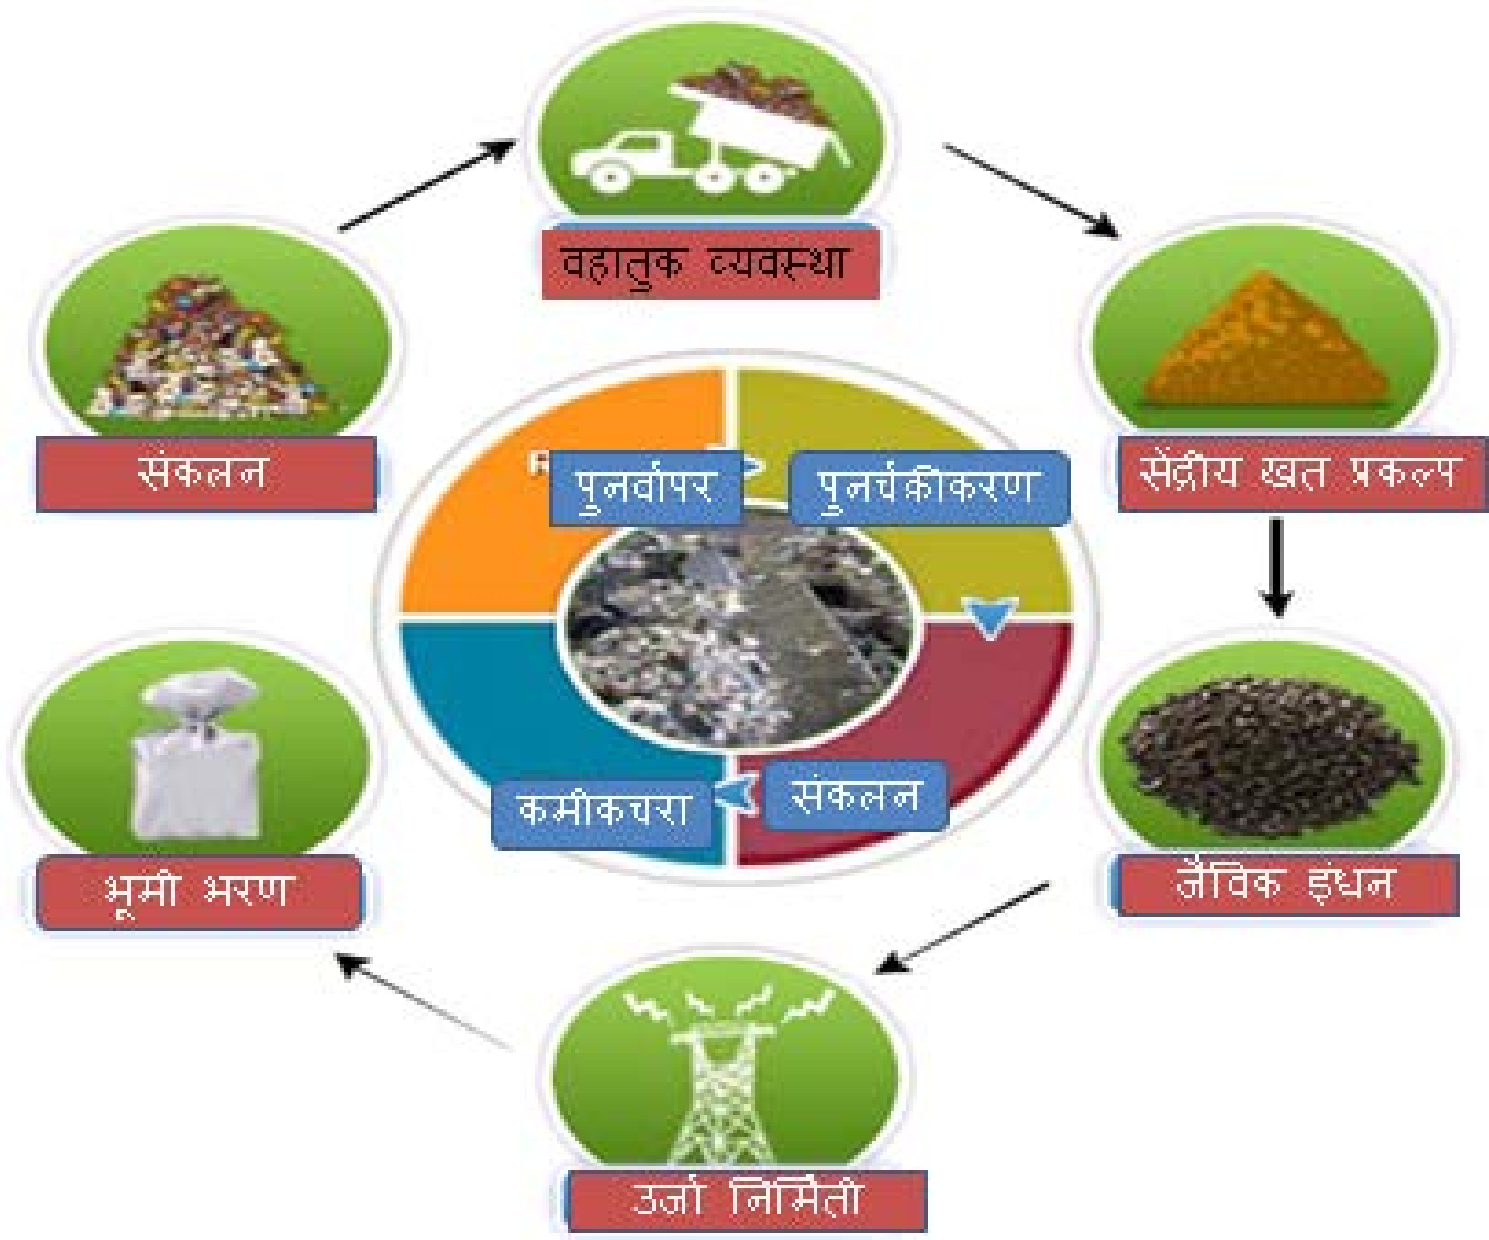 वहातुक व्यवस्था
संकलन
सेंद्रीय खत प्रकल्प
पुनर्वापर
पुनर्चक्रीकरण
कमीकचरा
संकलन
भूमी भरण
जैविक इंधन
उर्जा निर्मिती